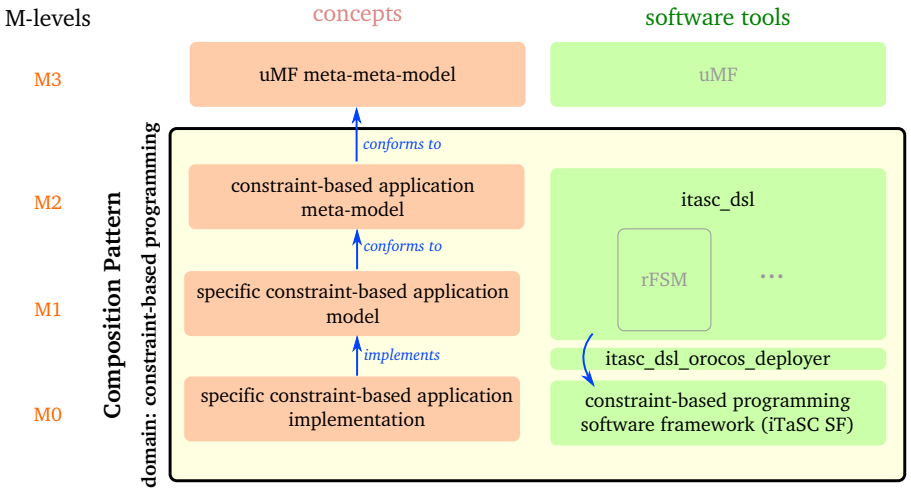 M-levels
concepts
software tools
M3
uMF meta-meta-model
uMF
conforms to
M2
constraint-based application
meta-model
itasc_dsl
conforms to
rFSM
...
M1
specific constraint-based application
model
implements
itasc_dsl_orocos_deployer
M0
specific constraint-based application
implementation
constraint-based programming
software framework (iTaSC SF)
Composition Pattern
domain: constraint-based programming